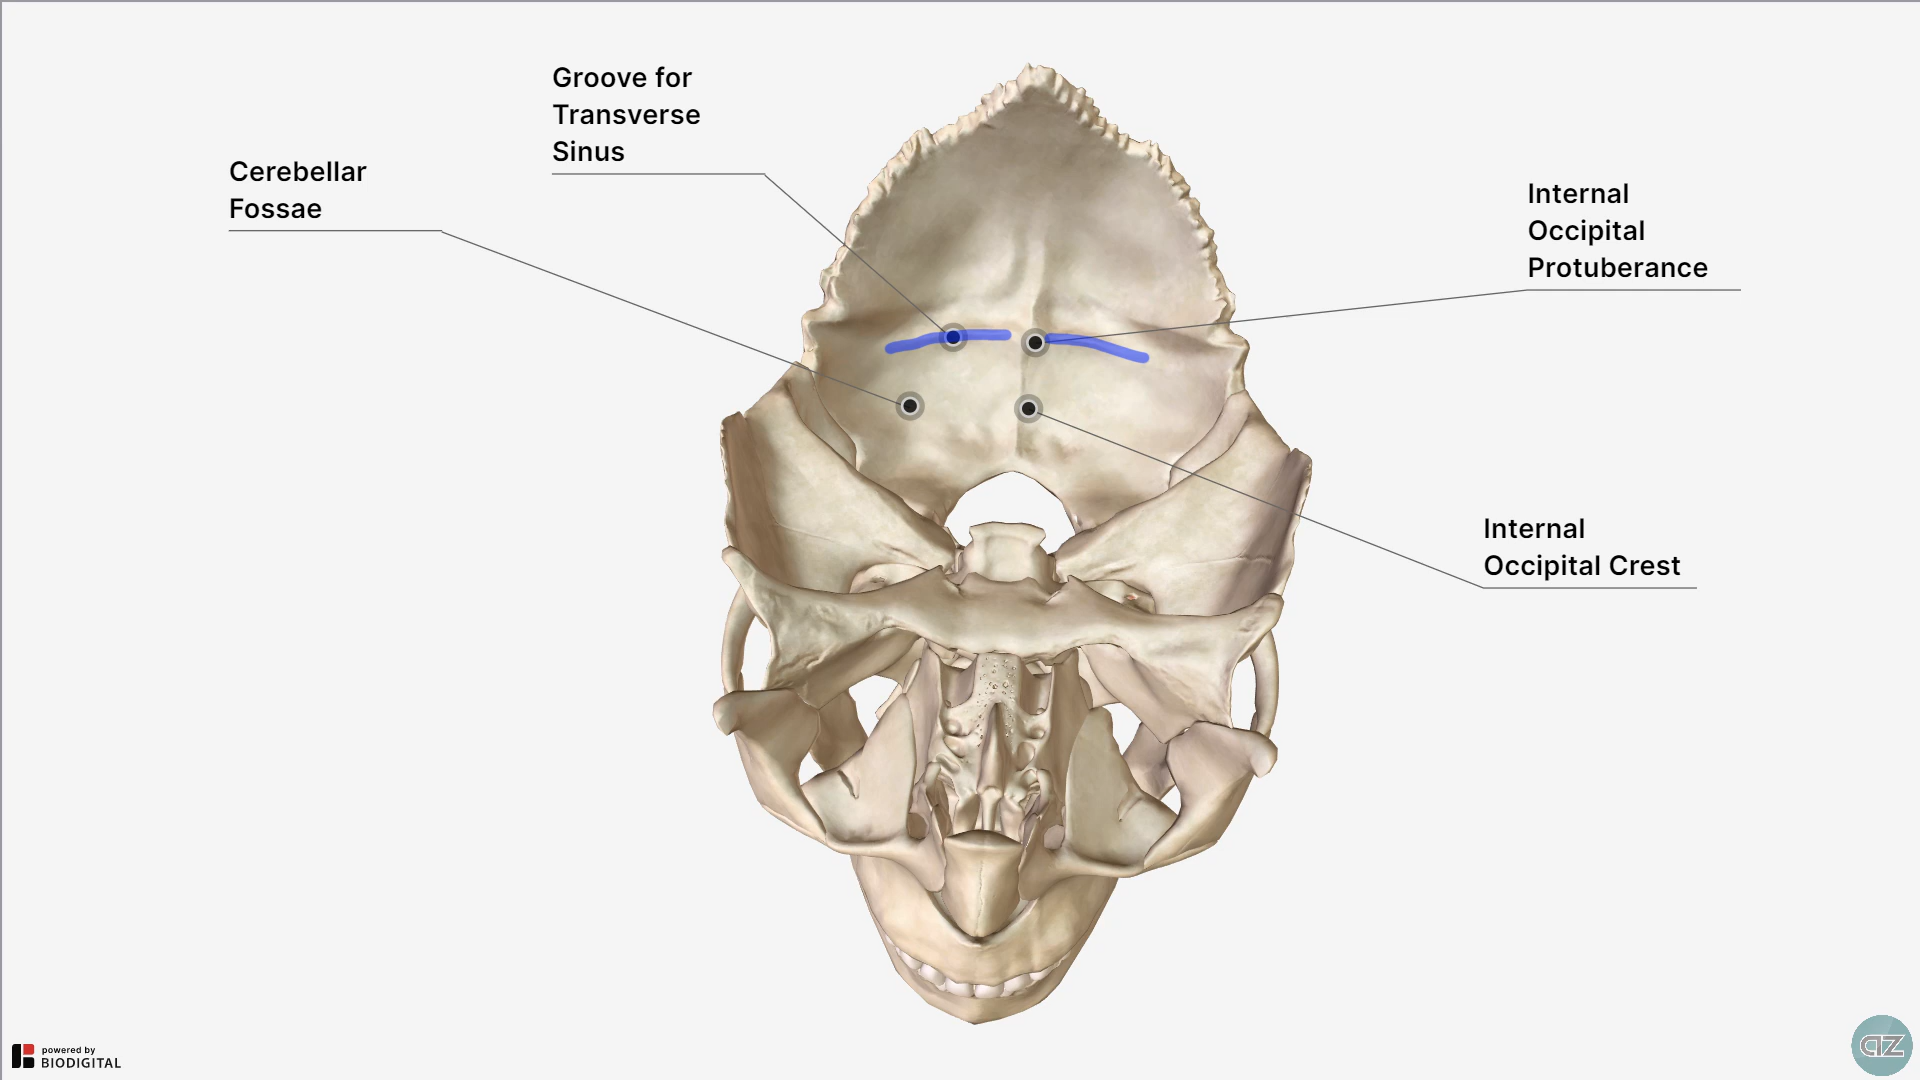 Groove for
Transverse
Sinus
Cerebellar
Fossae
Internal
Occipital
Protuberance
Internal
Occipital Crest
powered by
BIODIGITAL
az